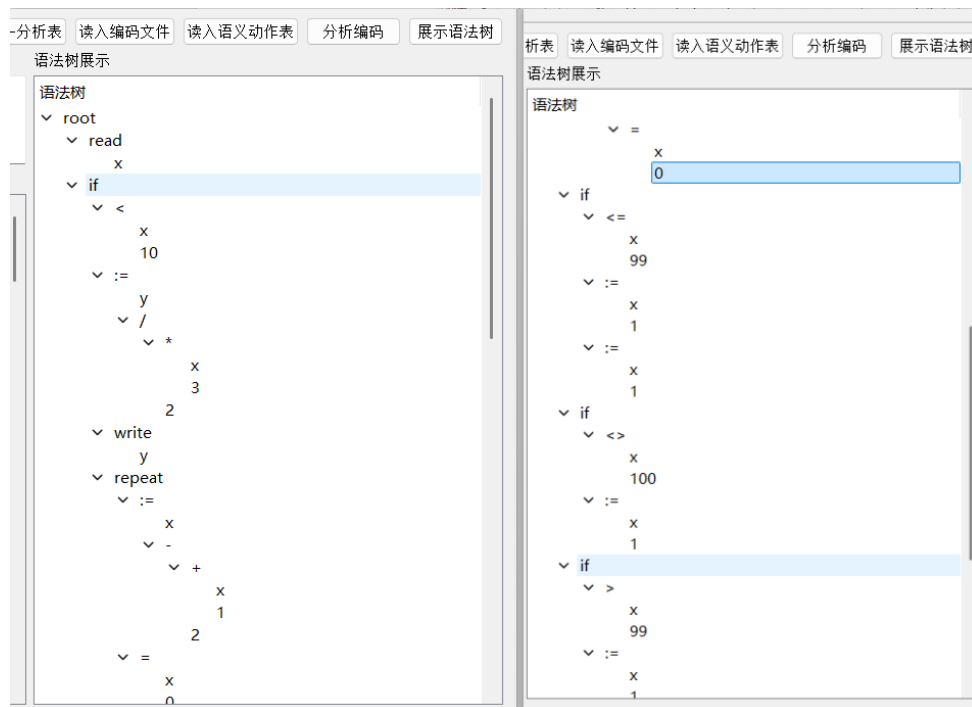 分析表 读入编码文件 读入语义动作表 分析编码 展示语法树
语法树展示
语法树
root
read
x
if
<
x
10
:=
y
/
*
x
3
2
write
y
repeat
:=
x
-
+
x
1
2
=
x
0
析表 读入编码文件 读入语义动作表 分析编码 展示语法树
语法树展示
语法树
=
x
0
if
<=
x
99
:=
x
1
:=
x
1
if
<>
x
100
:=
x
1
if
>
x
99
:=
x
1